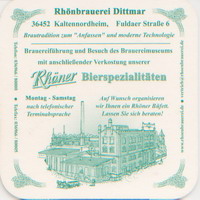 Rhönbrauerei Dittmar
36452 Kaltennordheim, Fuldaer Straße 6
Brautradition zum "Anfassen" und moderne Technologie
Brauereiführung und Besuch des Brauereimuseums
mit anschließender Verkostung unserer
Rhöner Bierspezialitäten
Montag - Samstag
nach telefonischer
Terminabsprache
Auf Wunsch organisieren
wir Ihnen ein Rhöner Büfett.
Lassen Sie sich beraten!